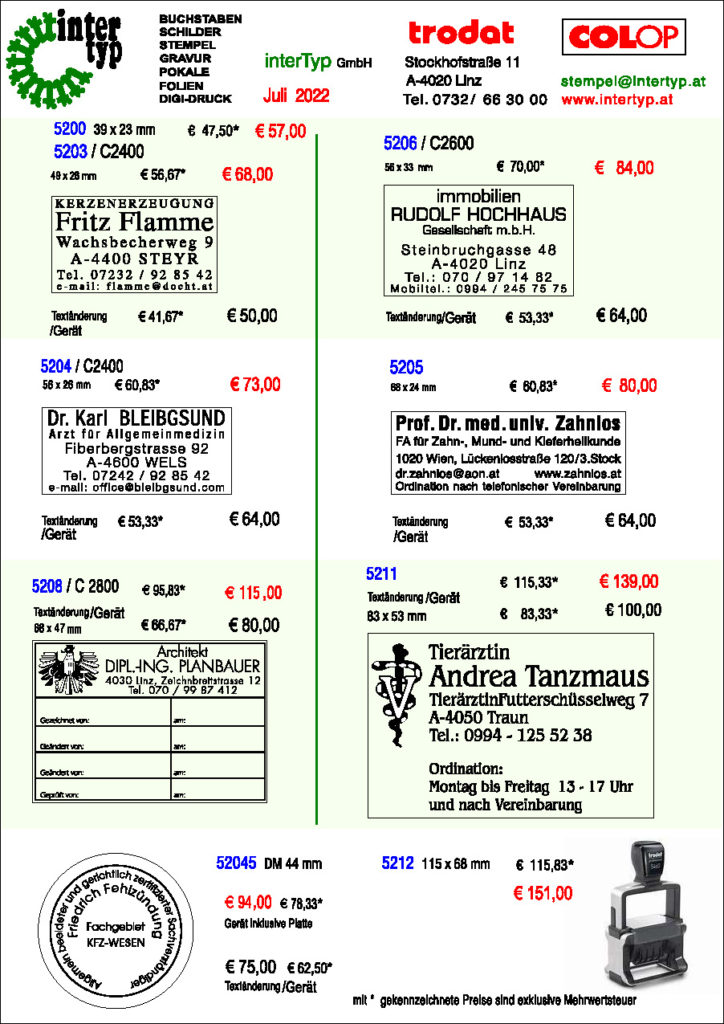 inter
typ
BUCHSTABEN
SCHILDER
STEMPEL
GRAVUR
POKALE
FOLIEN
DIGI-DRUCK
interTyp GmbH
Juli 2022
trodat
Stockhofstraße 11
A-4020 Linz
Tel. 0732/ 66 30 00
COLOP
stempel@intertyp.at
www.intertyp.at
5200 39 x 23 mm € 47,50* € 57,00
5203 / C2400
49 x 28 mm € 56,67* € 68,00
KERZENERZEUGUNG
Fritz Flamme
Wachsbecherweg 9
A-4400 STEYR
Tel. 07232 / 92 85 42
e-mail: flamme@docht.at
Textänderung € 41,67* € 50,00
/Gerät
5206 / C2600
56 x 33 mm € 70,00* € 84,00
immobilien
RUDOLF HOCHHAUS
Gesellschaft m.b.H.
Steinbruchgasse 48
A-4020 Linz
Tel.: 070 / 97 14 82
Mobiltel.: 0994 / 245 75 75
Textänderung/Gerät € 53,33* € 64,00
5204 / C2400
56 x 26 mm € 60,83* € 73,00
Dr. Karl BLEIBGSUND
Arzt für Allgemeinmedizin
Fiberbergstrasse 92
A-4600 WELS
Tel. 07242 / 92 85 42
e-mail: office@bleibgsund.com
Textänderung € 53,33* € 64,00
/Gerät
5205
68 x 24 mm € 60,83* € 80,00
Prof. Dr. med. univ. Zahnlos
FA für Zahn-, Mund- und Kieferheilkunde
1020 Wien, Lückenlosstraße 120/3.Stock
dr.zahnlos@aon.at www.zahnlos.at
Ordination nach telefonischer Vereinbarung
Textänderung € 53,33* € 64,00
/Gerät
5208 / C 2800 € 95,83* € 115,00
Textänderung/Gerät
68 x 47 mm € 66,67* € 80,00
Architekt
DIPL.-ING. PLANBAUER
4030 Linz, Zeichnbrettstrasse 12
Tel. 070 / 99 87 412
Gezeichnet von: am:
Geändert von: am:
Geändert von: am:
Geprüft von: am:
5211 € 115,33* € 139,00
Textänderung/Gerät
83 x 53 mm € 83,33* € 100,00
V
Tierärztin
Andrea Tanzmaus
TierärztinFutterschüsselweg 7
A-4050 Traun
Tel.: 0994 - 125 52 38
Ordination:
Montag bis Freitag 13 - 17 Uhr
und nach Vereinbarung
Allgemein beeideter und gerichtlich zertifizierter Sachverständiger
Friedrich Fehlzündung
Fachgebiet
KFZ-WESEN
52045 DM 44 mm
€ 94,00 € 78,33*
Gerät inklusive Platte
€ 75,00 € 62,50*
Textänderung/Gerät
5212 115 x 68 mm € 115,83*
€ 151,00
trodat
mit * gekennzeichnete Preise sind exklusive Mehrwertsteuer